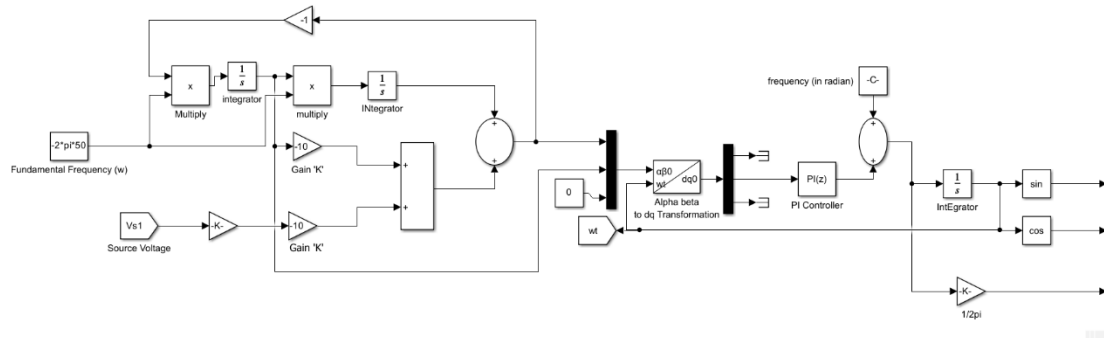 -1
x
Multiply
1
s
integrator
x
multiply
1
s
INtegrator
-2*pi*50
Fundamental Frequency (w)
-10
Gain 'K'
Vs1
Source Voltage
-K-
-10
Gain 'K'
+
+
+
+
0
wt
αβ0
wt
dq0
Alpha beta
to dq Transformation
PI(z)
PI Controller
frequency (in radian)
-C-
+
+
1
s
IntEgrator
sin
cos
-K-
1/2pi